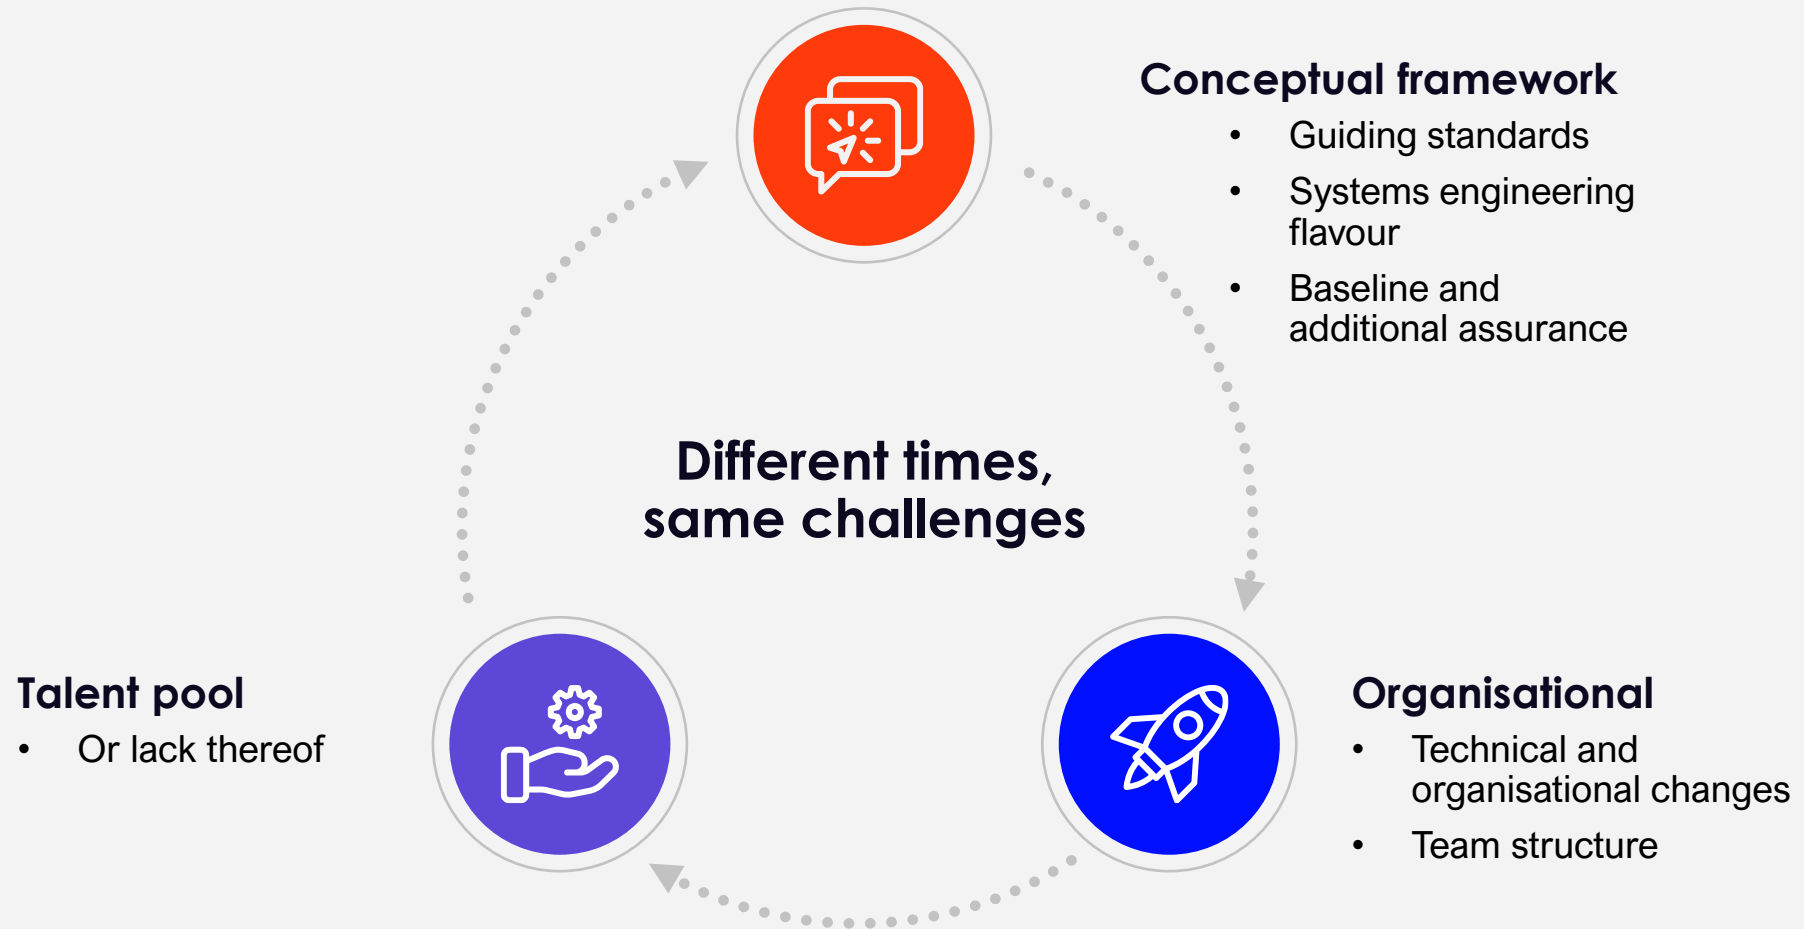 Conceptual framework
• Guiding standards
• Systems engineering
flavour
• Baseline and
additional assurance
Different times,
same challenges
Talent pool
• Or lack thereof
Organisational
• Technical and
organisational changes
• Team structure